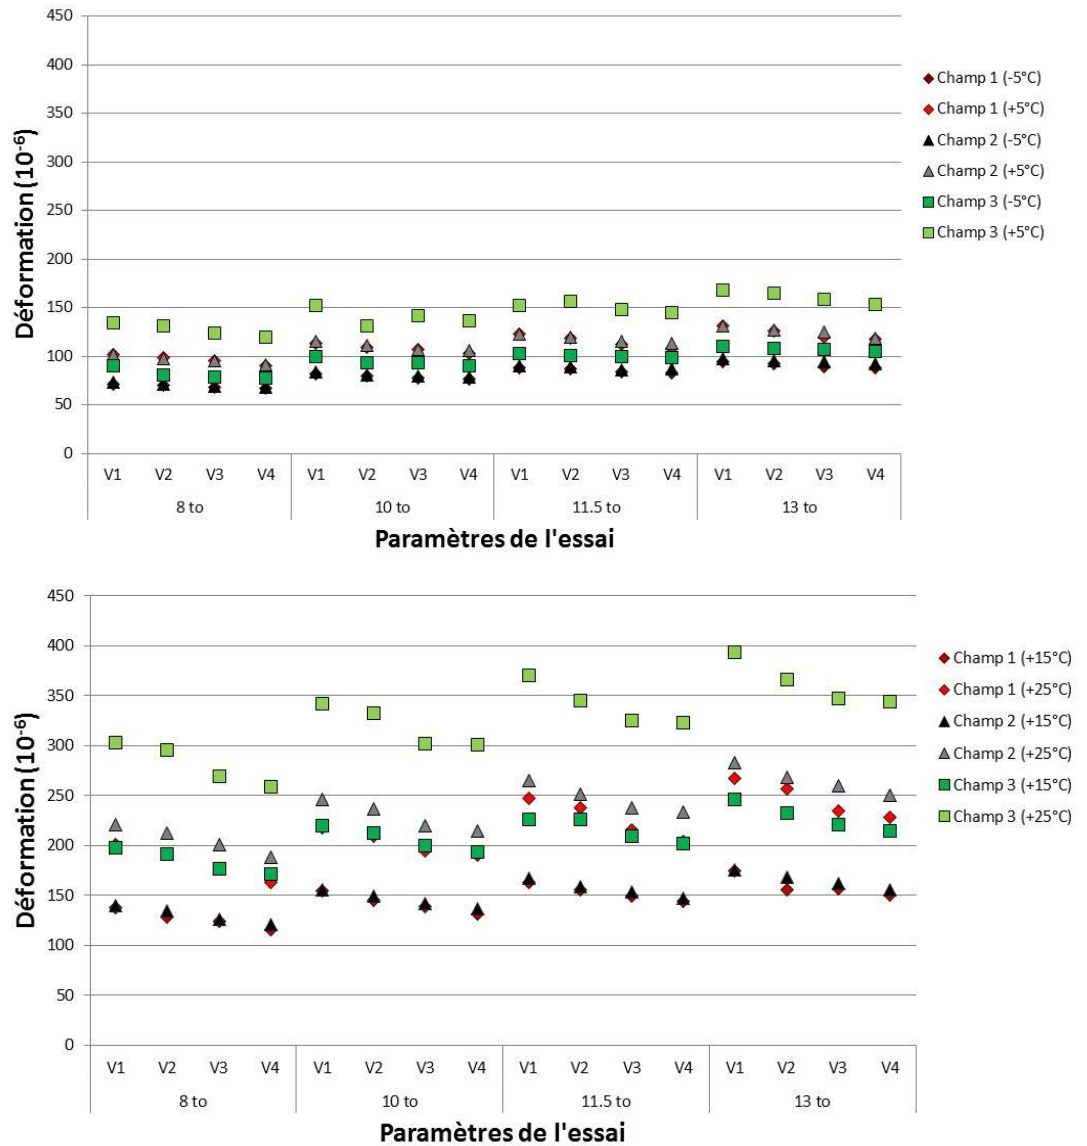 450
400
350
300
250
200
150
100
50
0
Déformation (10-6)
V1 V2 V3 V4 V1 V2 V3 V4 V1 V2 V3 V4 V1 V2 V3 V4
8 to 10 to 11.5 to 13 to
Paramètres de l'essai
Champ 1 (-5°C)
Champ 1 (+5°C)
Champ 2 (-5°C)
Champ 2 (+5°C)
Champ 3 (-5°C)
Champ 3 (+5°C)
450
400
350
300
250
200
150
100
50
0
Déformation (10-6)
V1 V2 V3 V4 V1 V2 V3 V4 V1 V2 V3 V4 V1 V2 V3 V4
8 to 10 to 11.5 to 13 to
Paramètres de l'essai
Champ 1 (+15°C)
Champ 1 (+25°C)
Champ 2 (+15°C)
Champ 2 (+25°C)
Champ 3 (+15°C)
Champ 3 (+25°C)